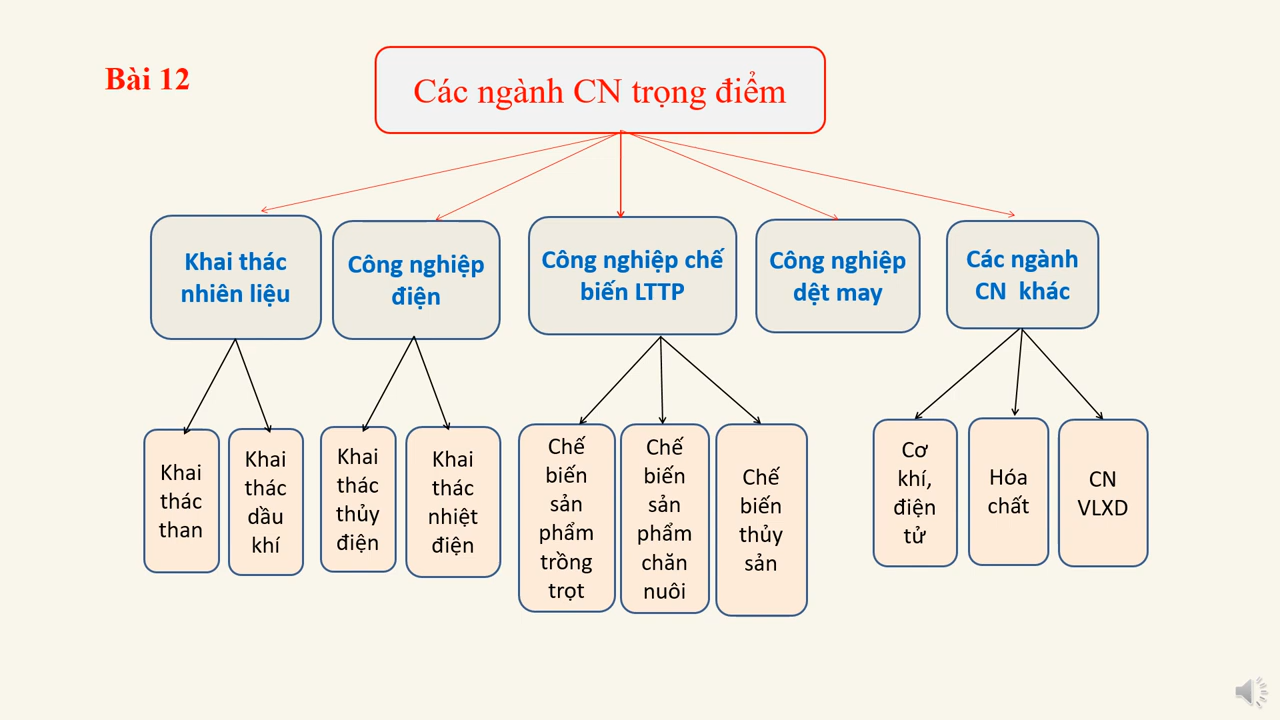 Bài 12
Các ngành CN trọng điểm
Khai thác
nhiên liệu
Công nghiệp
điện
Công nghiệp chế
biến LTTP
Công nghiệp
dệt may
Các ngành
CN khác
Khai
thác
than
Khai
thác
dầu
khí
Khai
thác
thủy
điện
Khai
thác
nhiệt
điện
Chế
biến
sản
phẩm
trồng
trọt
Chế
biến
sản
phẩm
chăn
nuôi
Chế
biến
thủy
sản
Cơ
khí,
điện
tử
Hóa
chất
CN
VLXD